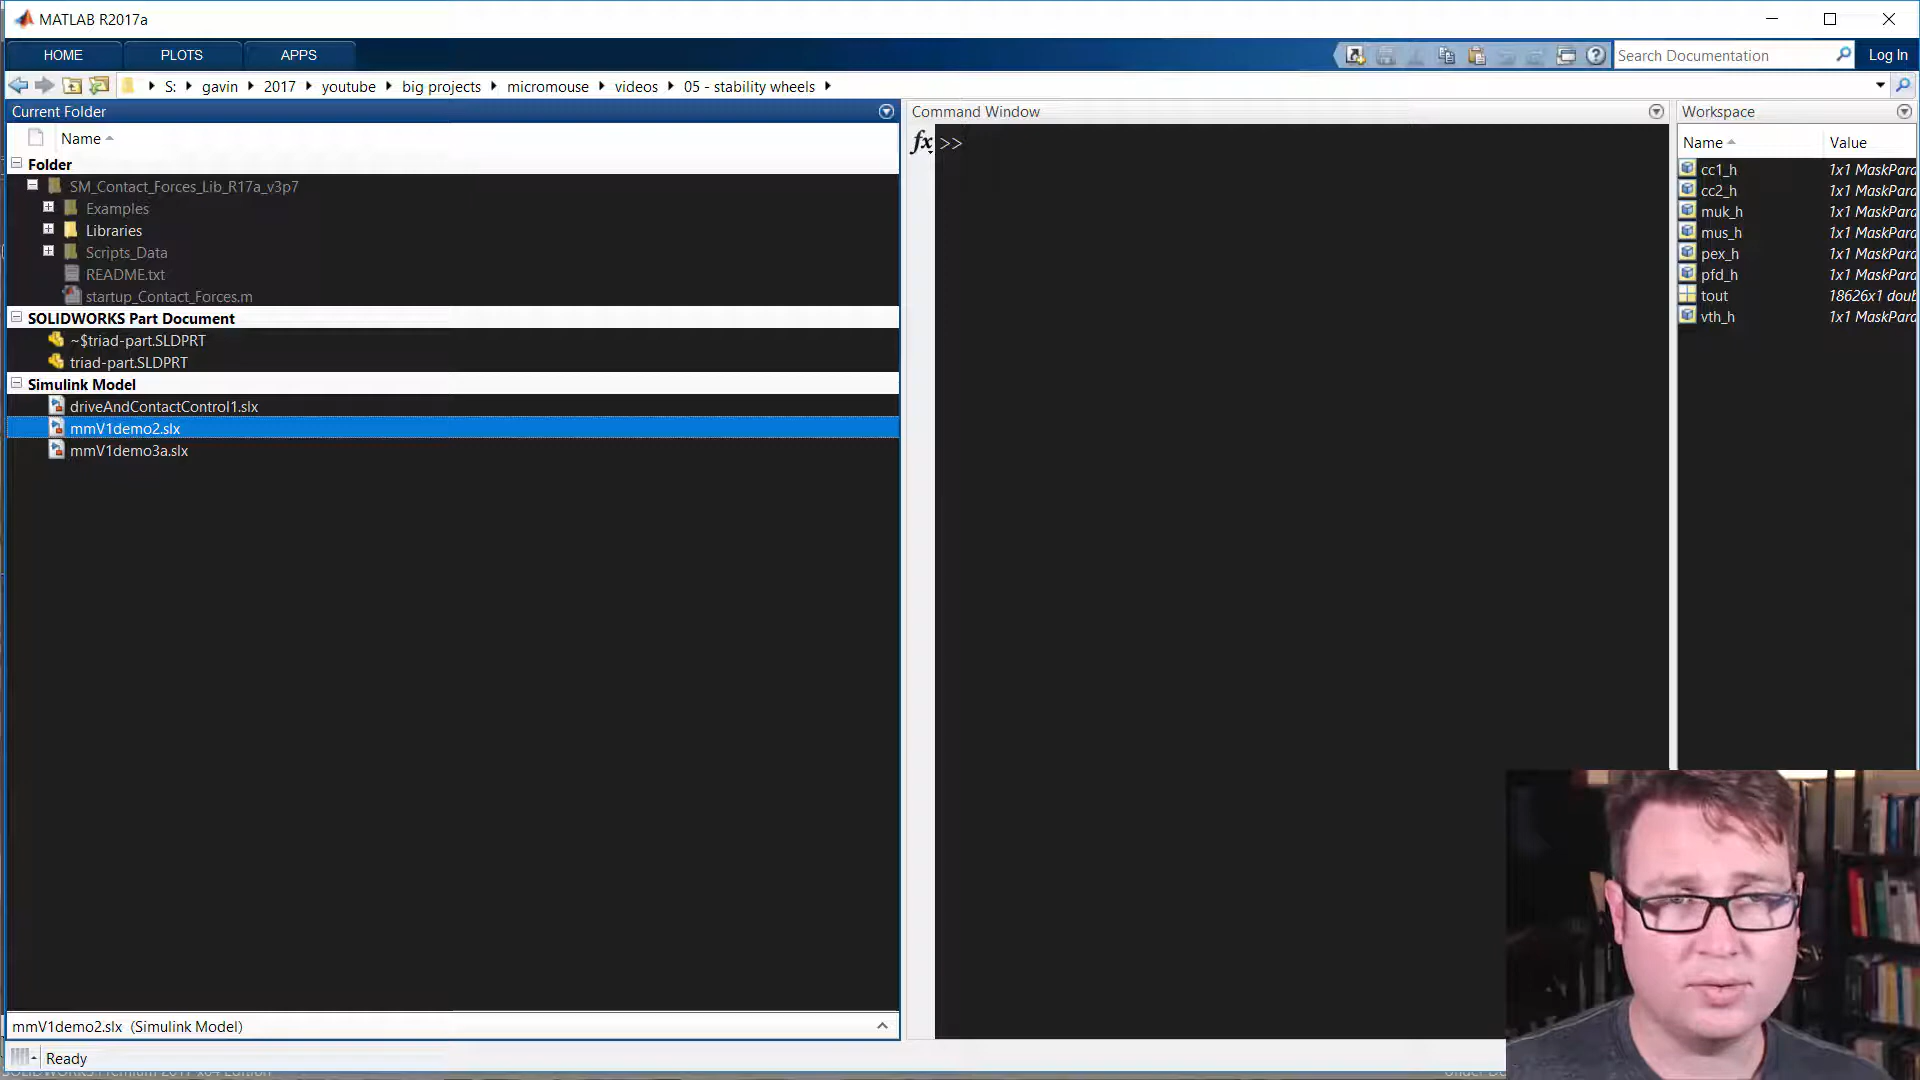 MATLAB R2017a
HOME PLOTS APPS Search Documentation Log In
S: gavin 2017 youtube big projects micromouse videos 05 - stability wheels
Current Folder
Name
Folder
SM_Contact_Forces_Lib_R17a_v3p7
Examples
Libraries
Scripts_Data
README.txt
startup_Contact_Forces.m
SOLIDWORKS Part Document
~$triad-part.SLDPRT
triad-part.SLDPRT
Simulink Model
driveAndContactControl1.slx
mmV1demo2.slx
mmV1demo3a.slx
mmV1demo2.slx (Simulink Model)
Ready
Command Window
fx >>
Workspace
Name Value
cc1_h 1x1 MaskPara
cc2_h 1x1 MaskPara
muk_h 1x1 MaskPara
mus_h 1x1 MaskPara
pex_h 1x1 MaskPara
pfd_h 1x1 MaskPara
tout 18626x1 doub
vth_h 1x1 MaskPara